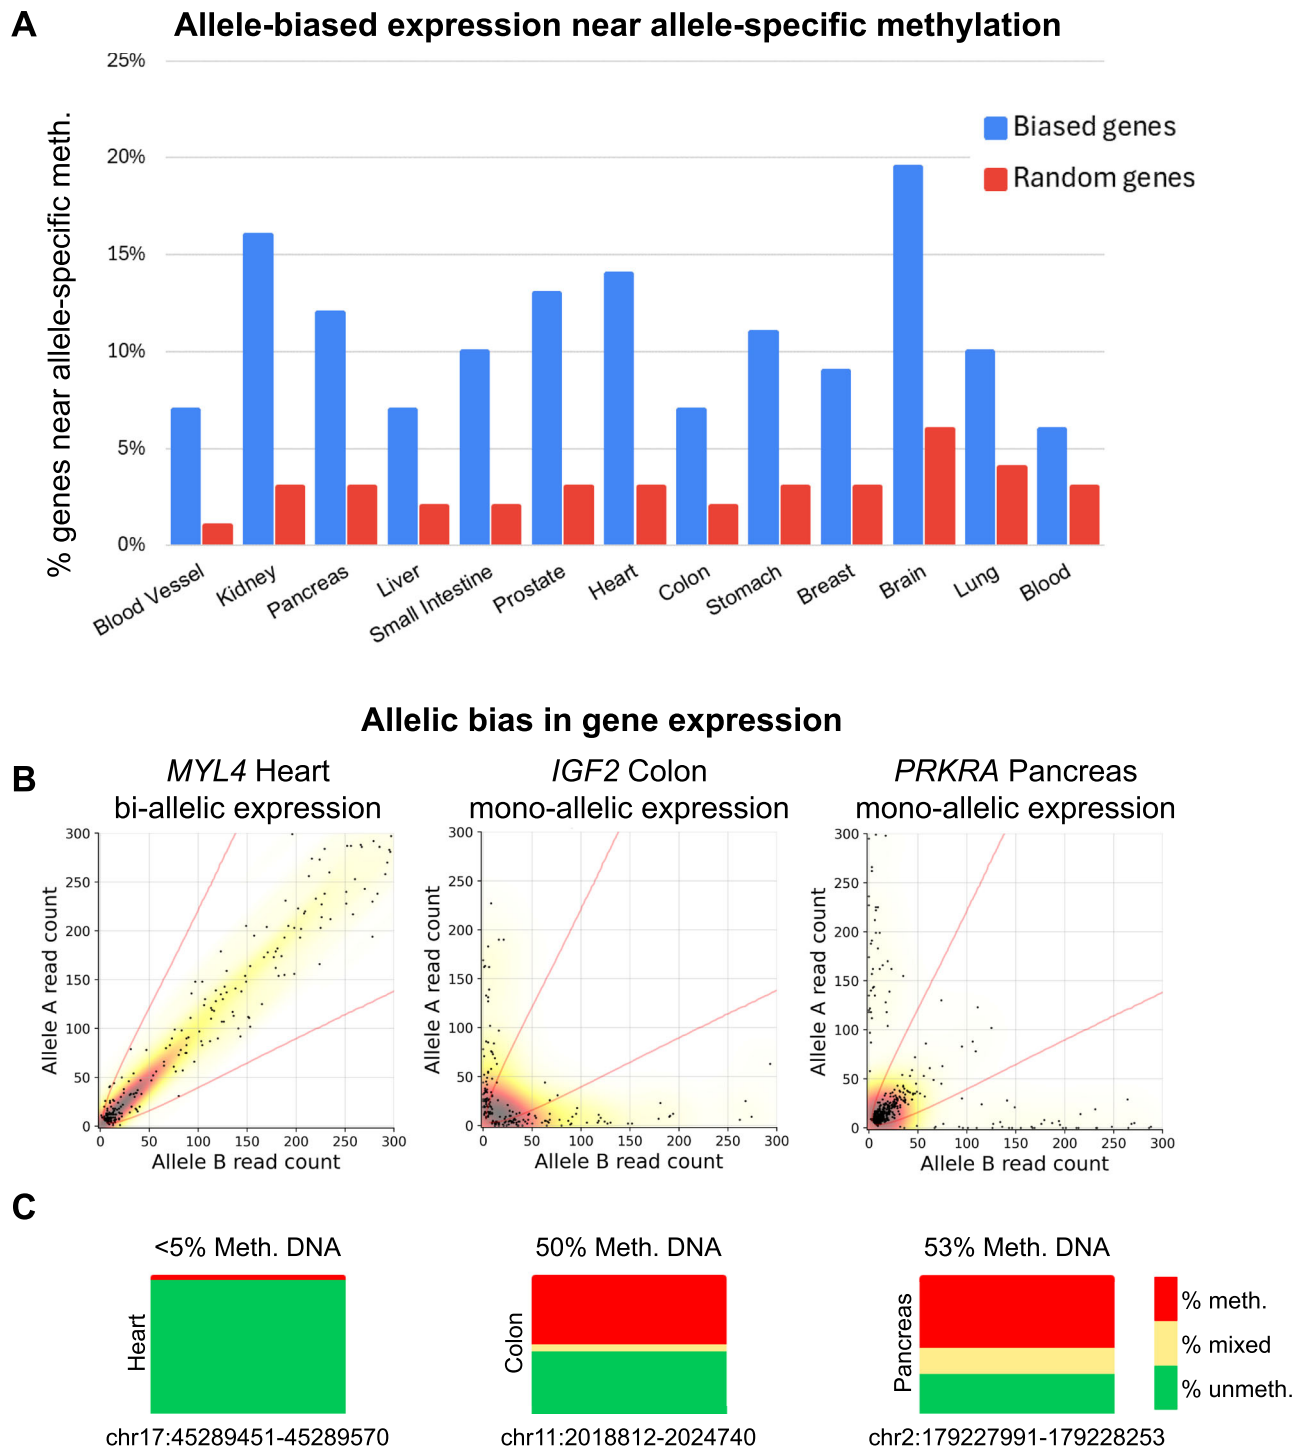 A
Allele-biased expression near allele-specific methylation
% genes near allele-specific meth.
25%
20%
15%
10%
5%
0%
Biased genes
Random genes
Blood Vessel
Kidney
Pancreas
Liver
Small Intestine
Prostate
Heart
Colon
Stomach
Breast
Brain
Lung
Blood
Allelic bias in gene expression
B
MYL4 Heart
bi-allelic expression
Allele A read count
300
250
200
150
100
50
0
0 50 100 150 200 250 300
Allele B read count
IGF2 Colon
mono-allelic expression
Allele A read count
300
250
200
150
100
50
0
0 50 100 150 200 250 300
Allele B read count
PRKRA Pancreas
mono-allelic expression
Allele A read count
300
250
200
150
100
50
0
0 50 100 150 200 250 300
Allele B read count
C
<5% Meth. DNA
Heart
chr17:45289451-45289570
50% Meth. DNA
Colon
chr11:2018812-2024740
53% Meth. DNA
Pancreas
chr2:179227991-179228253
% meth.
% mixed
% unmeth.